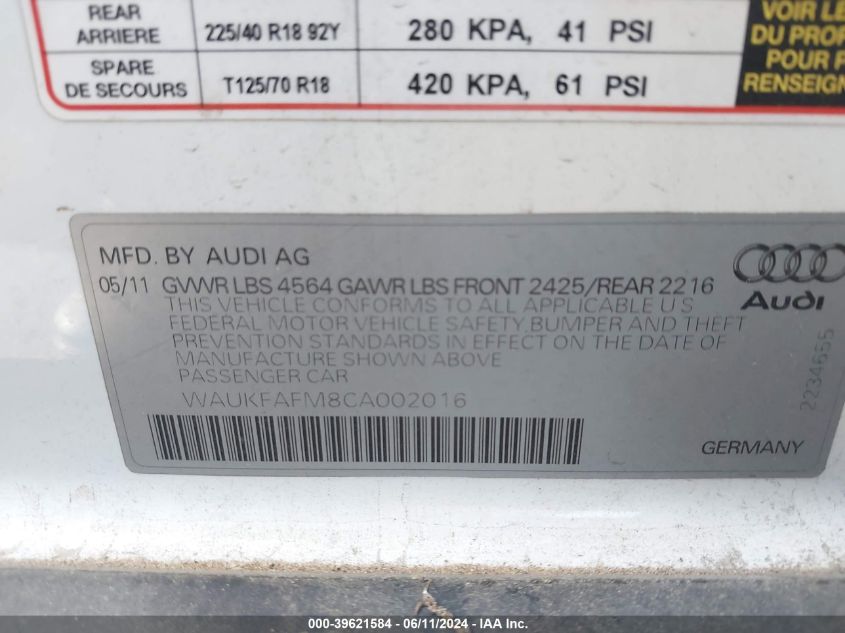 REAR
ARRIERE 225/40 R18 92Y 280 KPA, 41 PSI
SPARE
DE SECOURS T125/70 R18 420 KPA, 61 PSI
VOIR LE
DU PROP
POUR P
RENSEIGN
MFD. BY AUDI AG
05/11 GVWR LBS 4564 GAWR LBS FRONT 2425/REAR 2216
THIS VEHICLE CONFORMS TO ALL APPLICABLE U S
FEDERAL MOTOR VEHICLE SAFETY,BUMPER AND THEFT
PREVENTION STANDARDS IN EFFECT ON THE DATE OF
MANUFACTURE SHOWN ABOVE
PASSENGER CAR
WAUKFAFM8CA002016
Audi
2234655
GERMANY
000-39621584 - 06/11/2024 - IAAI.com